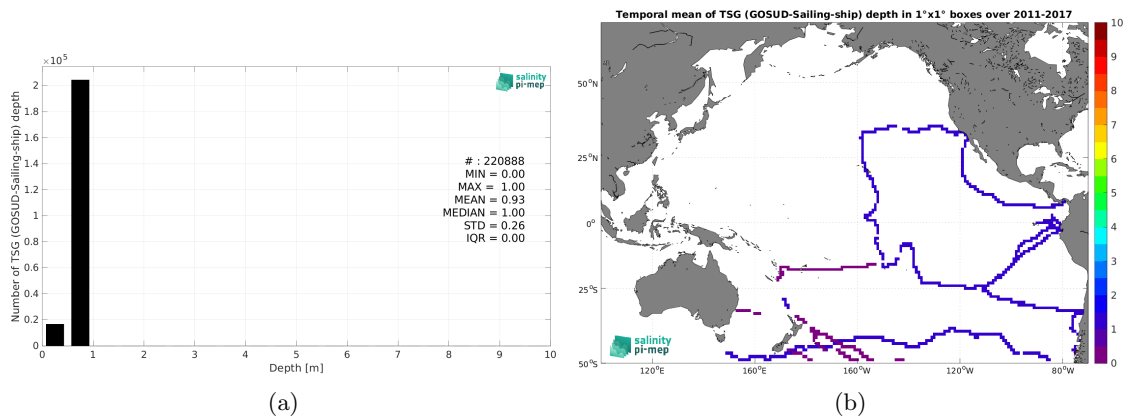 ×10⁵
2
1.8
1.6
1.4
1.2
1
0.8
0.6
0.4
0.2
0
Number of TSG (GOSUD-Sailing-ship) depth
salinity
pi-mep
# : 220888
MIN = 0.00
MAX = 1.00
MEAN = 0.93
MEDIAN = 1.00
STD = 0.26
IQR = 0.00
0 1 2 3 4 5 6 7 8 9 10
Depth [m]
(a)
Temporal mean of TSG (GOSUD-Sailing-ship) depth in 1°x1° boxes over 2011-2017
50°N
25°N
0°
25°S
50°S
120°E 160°E 160°W 120°W 80°W
salinity
pi-mep
10
9
8
7
6
5
4
3
2
1
0
(b)